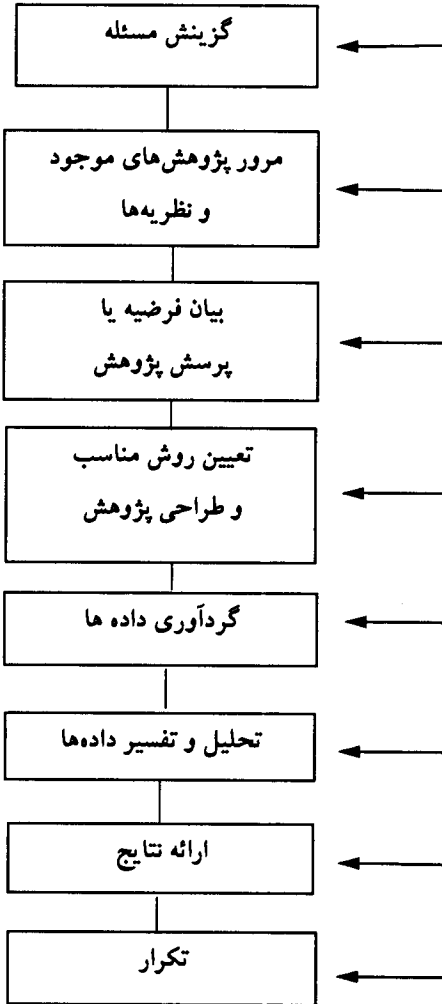 گزینش مسئله
مرور پژوهش‌های موجود
و نظریه‌ها
بیان فرضیه یا
پرسش پژوهش
تعیین روش مناسب
و طراحی پژوهش
گردآوری داده ها
تحلیل و تفسیر داده‌ها
ارائه نتایج
تکرار